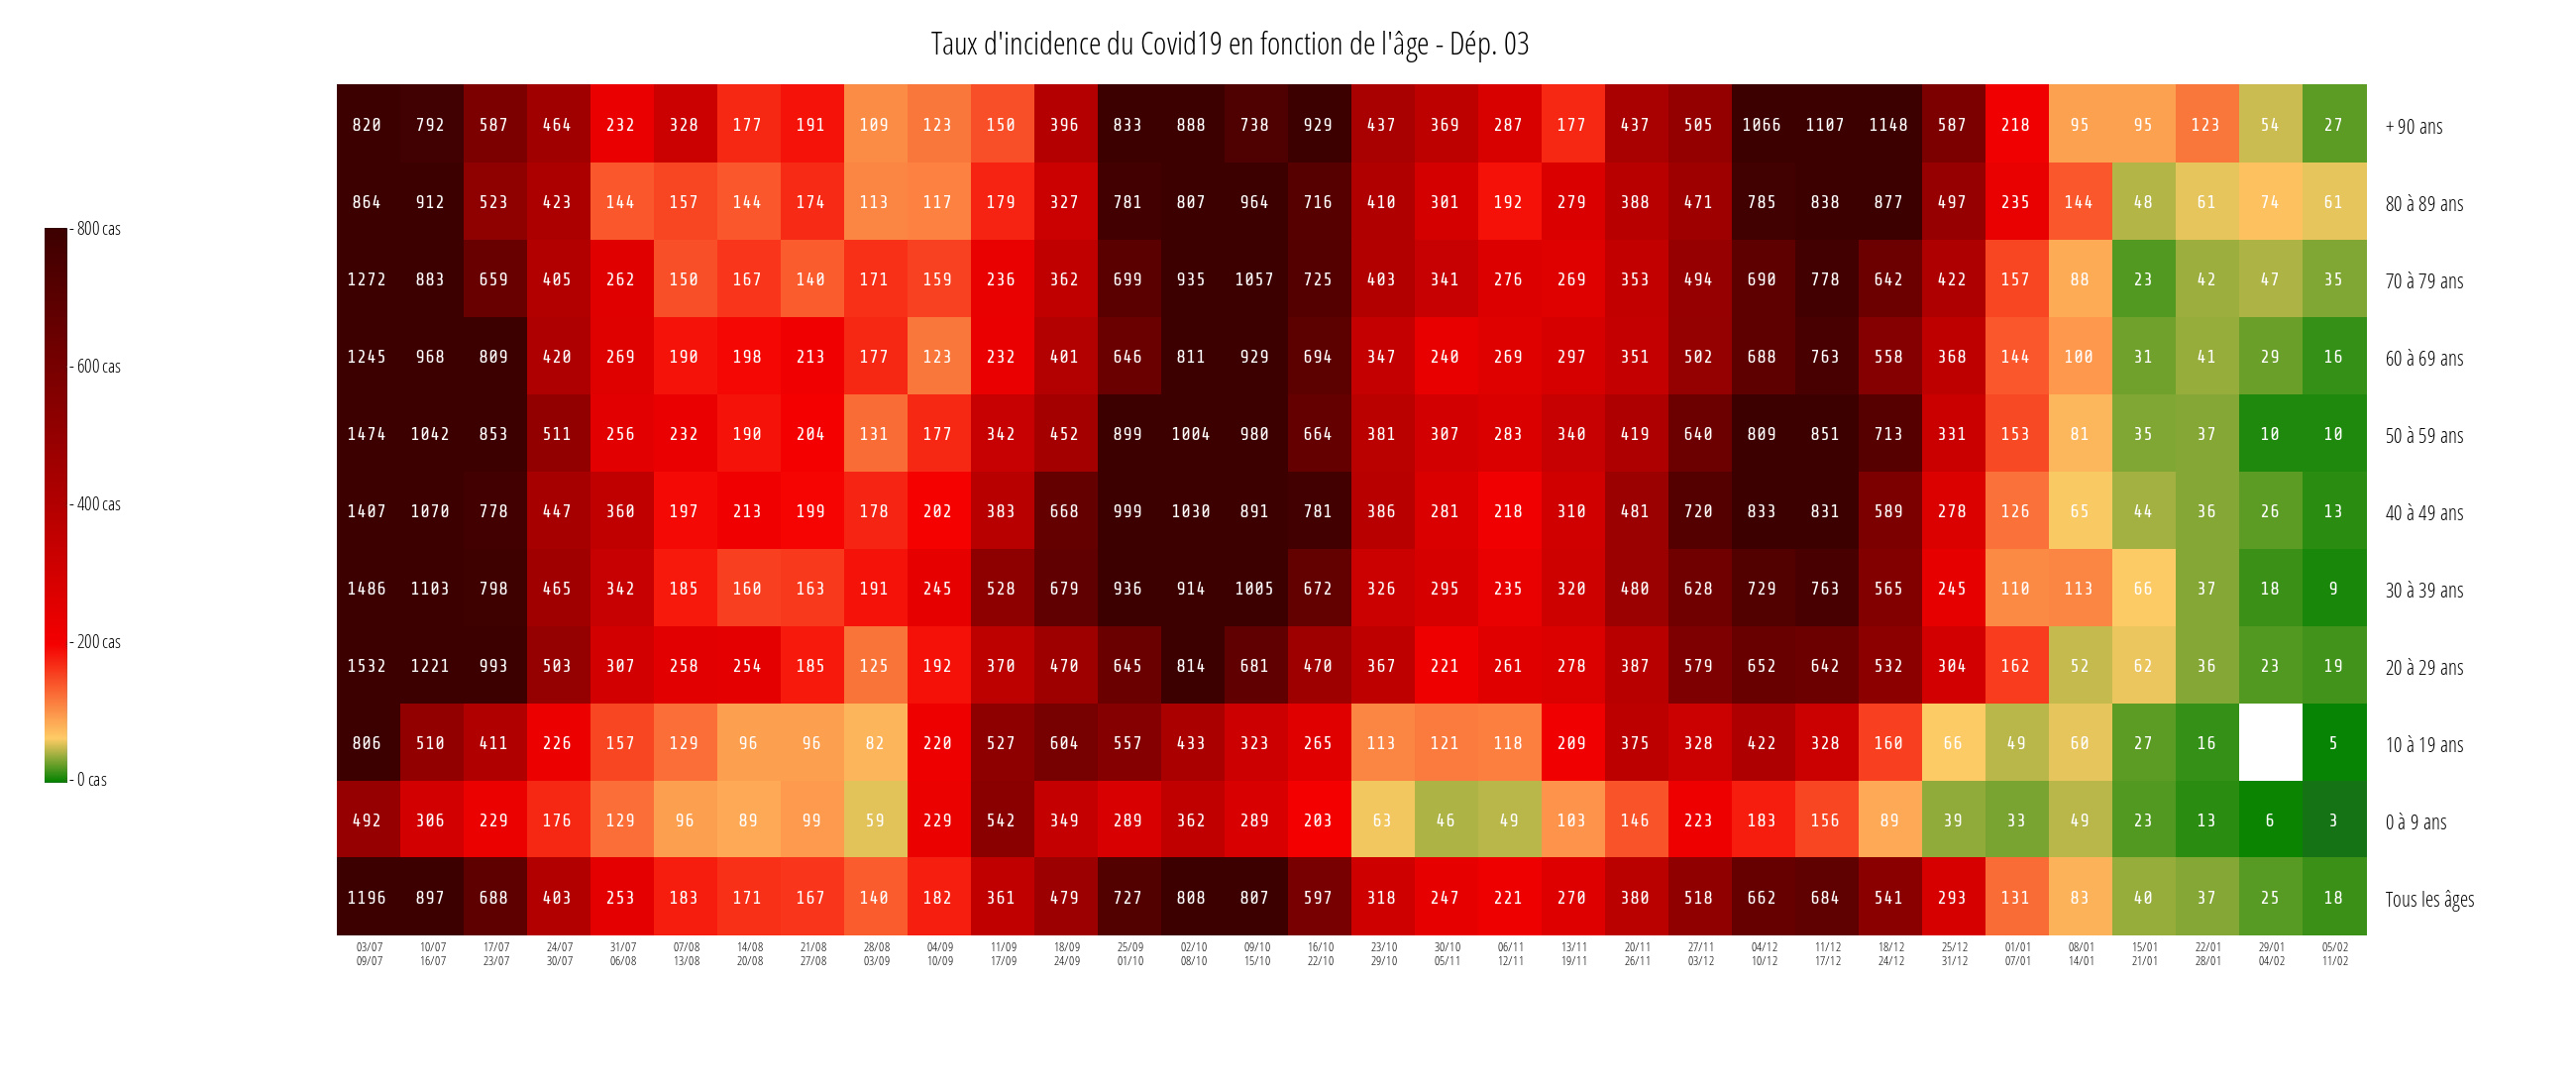 Taux d'incidence du Covid19 en fonction de l'âge - Dép. 03
- 800 cas
- 600 cas
- 400 cas
- 200 cas
- 0 cas
820 792 587 464 232 328 177 191 109 123 150 396 833 888 738 929 437 369 287 177 437 505 1066 1107 1148 587 218 95 95 123 54 27 + 90 ans
864 912 523 423 144 157 144 174 113 117 179 327 781 807 964 716 410 301 192 279 388 471 785 838 877 497 235 144 48 61 74 61 80 à 89 ans
1272 883 659 405 262 150 167 140 171 159 236 362 699 935 1057 725 403 341 276 269 353 494 690 778 642 422 157 88 23 42 47 35 70 à 79 ans
1245 968 809 420 269 190 198 213 177 123 232 401 646 811 929 694 347 240 269 297 351 502 688 763 558 368 144 100 31 41 29 16 60 à 69 ans
1474 1042 853 511 256 232 190 204 131 177 342 452 899 1004 980 664 381 307 283 340 419 640 809 851 713 331 153 81 35 37 10 10 50 à 59 ans
1407 1070 778 447 360 197 213 199 178 202 383 668 999 1030 891 781 386 281 218 310 481 720 833 831 589 278 126 65 44 36 26 13 40 à 49 ans
1486 1103 798 465 342 185 160 163 191 245 528 679 936 914 1005 672 326 295 235 320 480 628 729 763 565 245 110 113 66 37 18 9 30 à 39 ans
1532 1221 993 503 307 258 254 185 125 192 370 470 645 814 681 470 367 221 261 278 387 579 652 642 532 304 162 52 62 36 23 19 20 à 29 ans
806 510 411 226 157 129 96 96 82 220 527 604 557 433 323 265 113 121 118 209 375 328 422 328 160 66 49 60 27 16 5 10 à 19 ans
492 306 229 176 129 96 89 99 59 229 542 349 289 362 289 203 63 46 49 103 146 223 183 156 89 39 33 49 23 13 6 3 0 à 9 ans
1196 897 688 403 253 183 171 167 140 182 361 479 727 808 807 597 318 247 221 270 380 518 662 684 541 293 131 83 40 37 25 18 Tous les âges
03/07 10/07 17/07 24/07 31/07 07/08 14/08 21/08 28/08 04/09 11/09 18/09 25/09 02/10 09/10 16/10 23/10 30/10 06/11 13/11 20/11 27/11 04/12 11/12 18/12 25/12 01/01 08/01 15/01 22/01 29/01 05/02
09/07 16/07 23/07 30/07 06/08 13/08 20/08 27/08 03/09 10/09 17/09 24/09 01/10 08/10 15/10 22/10 29/10 05/11 12/11 19/11 26/11 03/12 10/12 17/12 24/12 31/12 07/01 14/01 21/01 28/01 04/02 11/02